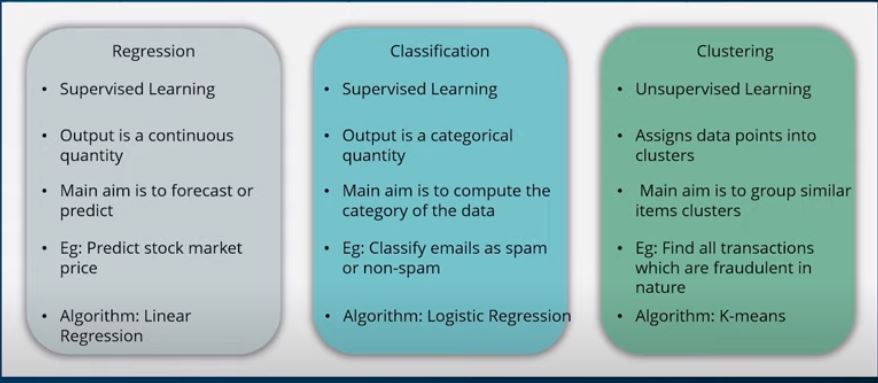 Regression
• Supervised Learning
• Output is a continuous
quantity
• Main aim is to forecast or
predict
• Eg: Predict stock market
price
• Algorithm: Linear
Regression
Classification
• Supervised Learning
• Output is a categorical
quantity
• Main aim is to compute the
category of the data
• Eg: Classify emails as spam
or non-spam
• Algorithm: Logistic Regression
Clustering
• Unsupervised Learning
• Assigns data points into
clusters
• Main aim is to group similar
items clusters
• Eg: Find all transactions
which are fraudulent in
nature
• Algorithm: K-means